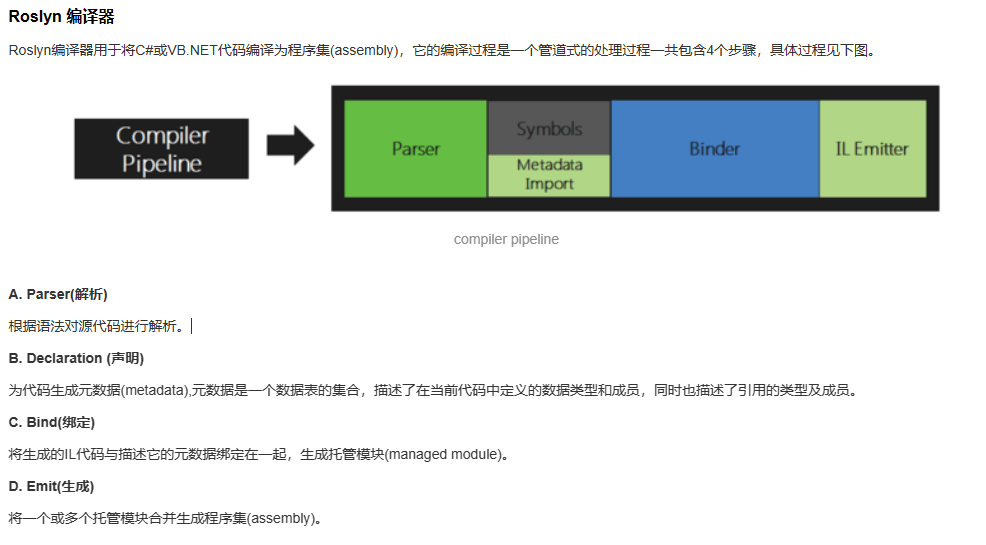 Roslyn 编译器
Roslyn编译器用于将C#或VB.NET代码编译为程序集(assembly)，它的编译过程是一个管道式的处理过程一共包含4个步骤，具体过程见下图。
Compiler
Pipeline
Parser
Symbols
Metadata
Import
Binder
IL Emitter
compiler pipeline
A. Parser(解析)
根据语法对源代码进行解析。
B. Declaration (声明)
为代码生成元数据(metadata),元数据是一个数据表的集合，描述了在当前代码中定义的数据类型和成员，同时也描述了引用的类型及成员。
C. Bind(绑定)
将生成的IL代码与描述它的元数据绑定在一起，生成托管模块(managed module)。
D. Emit(生成)
将一个或多个托管模块合并生成程序集(assembly)。